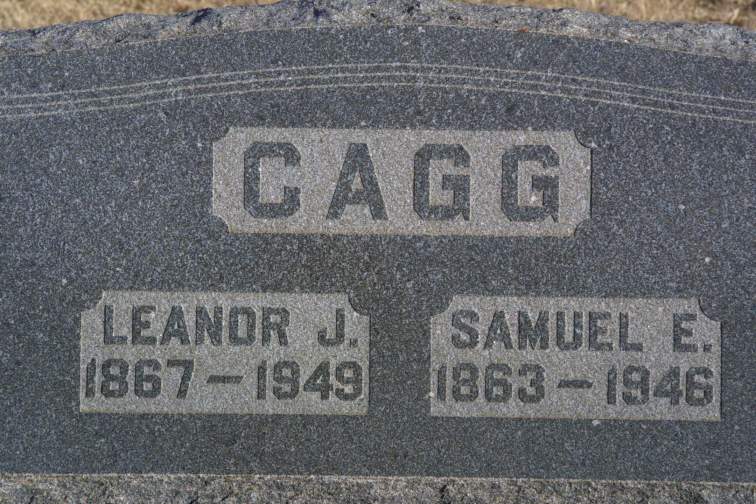 CAGG
LEANOR J.
1867–1949
SAMUEL E.
1863–1946